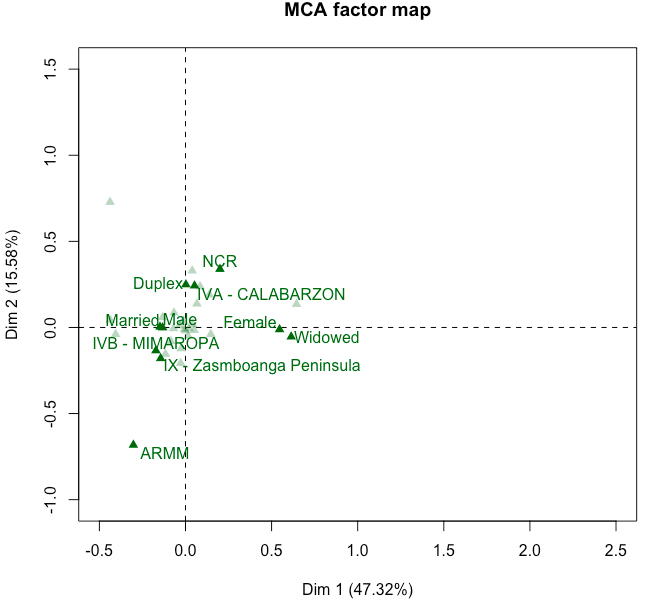 MCA factor map
Dim 2 (15.58%)
1.5
1.0
0.5
0.0
-0.5
-1.0
NCR
Duplex
IVA - CALABARZON
Married
Male
Female
Widowed
IVB - MIMAROPA
IX - Zasmboanga Peninsula
ARMM
-0.5 0.0 0.5 1.0 1.5 2.0 2.5
Dim 1 (47.32%)